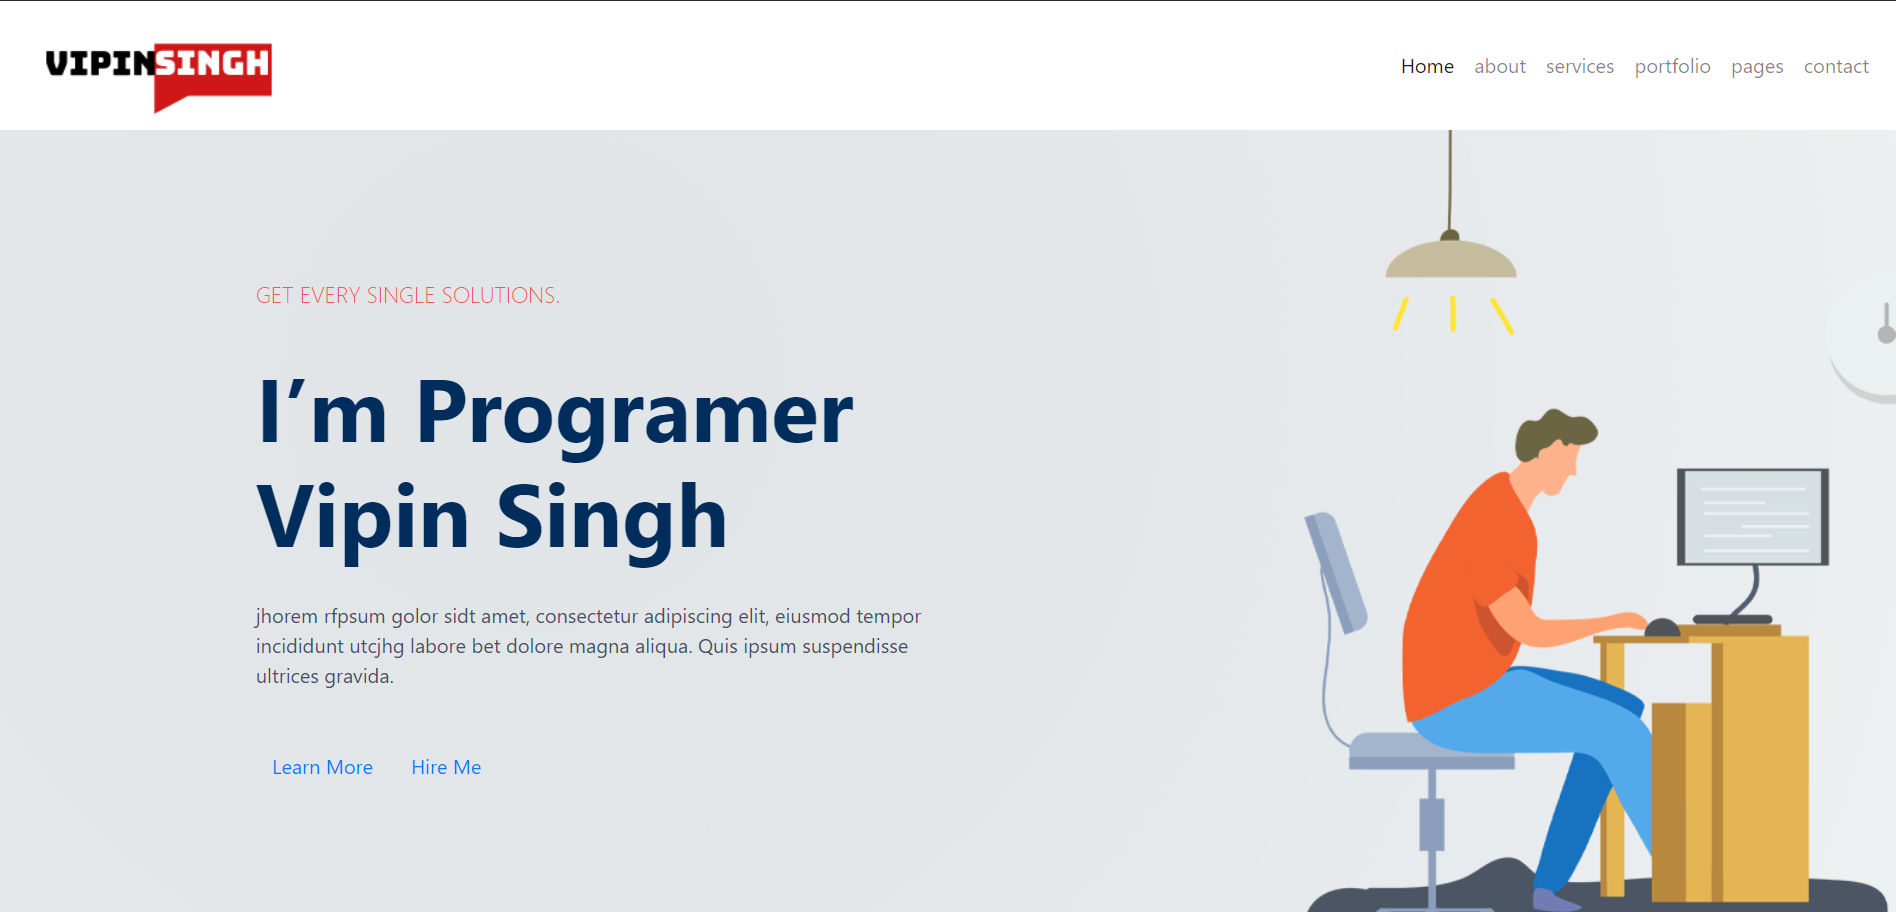 VIPINSINGH
Home about services portfolio pages contact
GET EVERY SINGLE SOLUTIONS.
I’m Programer
Vipin Singh
jhorem rfpsum golor sidt amet, consectetur adipiscing elit, eiusmod tempor
incididunt utcjhg labore bet dolore magna aliqua. Quis ipsum suspendisse
ultrices gravida.
Learn More Hire Me